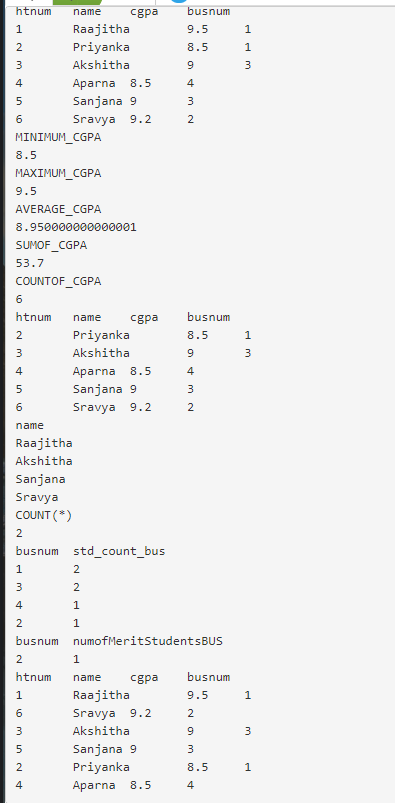 htnum name cgpa busnum
1 Raajitha 9.5 1
2 Priyanka 8.5 1
3 Akshitha 9 3
4 Aparna 8.5 4
5 Sanjana 9 3
6 Sravya 9.2 2
MINIMUM_CGPA
8.5
MAXIMUM_CGPA
9.5
AVERAGE_CGPA
8.950000000000001
SUMOF_CGPA
53.7
COUNTOF_CGPA
6
htnum name cgpa busnum
2 Priyanka 8.5 1
3 Akshitha 9 3
4 Aparna 8.5 4
5 Sanjana 9 3
6 Sravya 9.2 2
name
Raajitha
Akshitha
Sanjana
Sravya
COUNT(*)
2
busnum std_count_bus
1 2
3 2
4 1
2 1
busnum numofMeritStudentsBUS
2 1
htnum name cgpa busnum
1 Raajitha 9.5 1
6 Sravya 9.2 2
3 Akshitha 9 3
5 Sanjana 9 3
2 Priyanka 8.5 1
4 Aparna 8.5 4